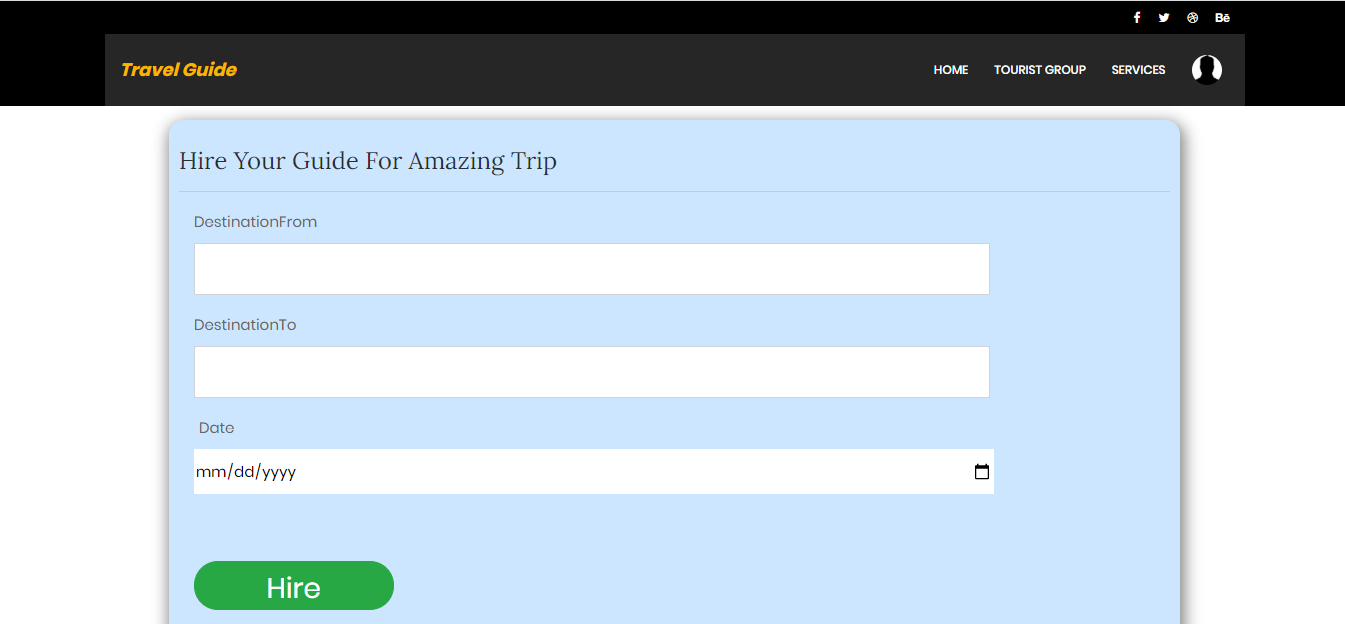 Bē
Travel Guide
HOME TOURIST GROUP SERVICES
Hire Your Guide For Amazing Trip
DestinationFrom
DestinationTo
Date
mm/dd/yyyy
Hire